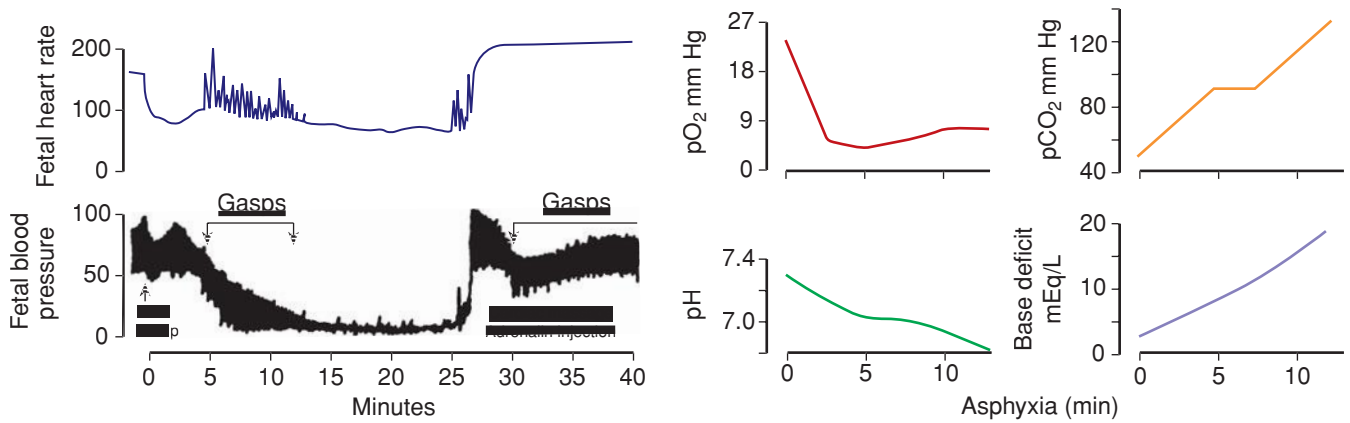 Fetal heart rate
200
100
0
Fetal blood
pressure
100
50
0
Gasps
Gasps
p
0
5
10
15
20
25
30
35
40
Minutes
pO2 mm Hg
27
18
9
0
pCO2 mm Hg
120
80
40
pH
7.4
7.0
0
5
10
Base deficit
mEq/L
20
10
0
0
5
10
Asphyxia (min)